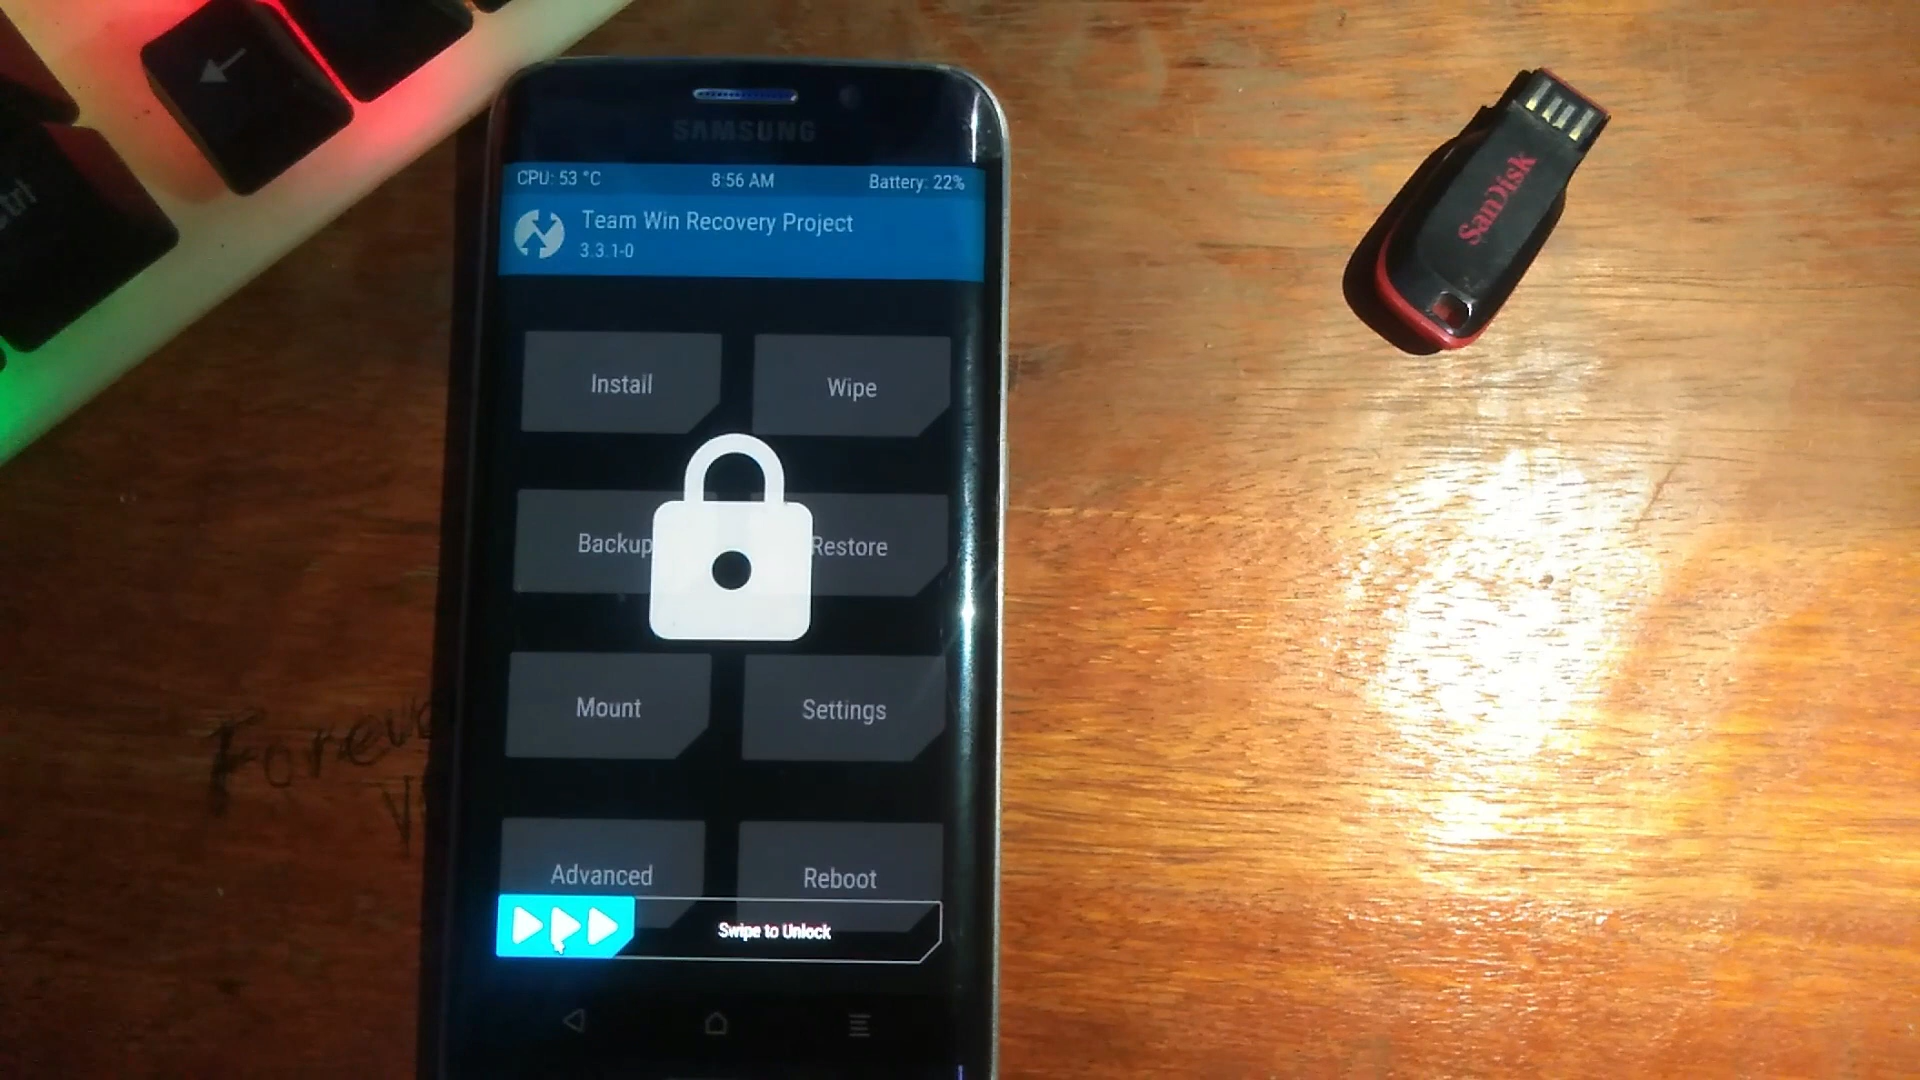 Ctrl
SAMSUNG
CPU: 53 °C 8:56 AM Battery: 22%
Team Win Recovery Project
3.3.1-0
SanDisk
Install Wipe
Backup Restore
Mount Settings
Advanced Reboot
Swipe to Unlock